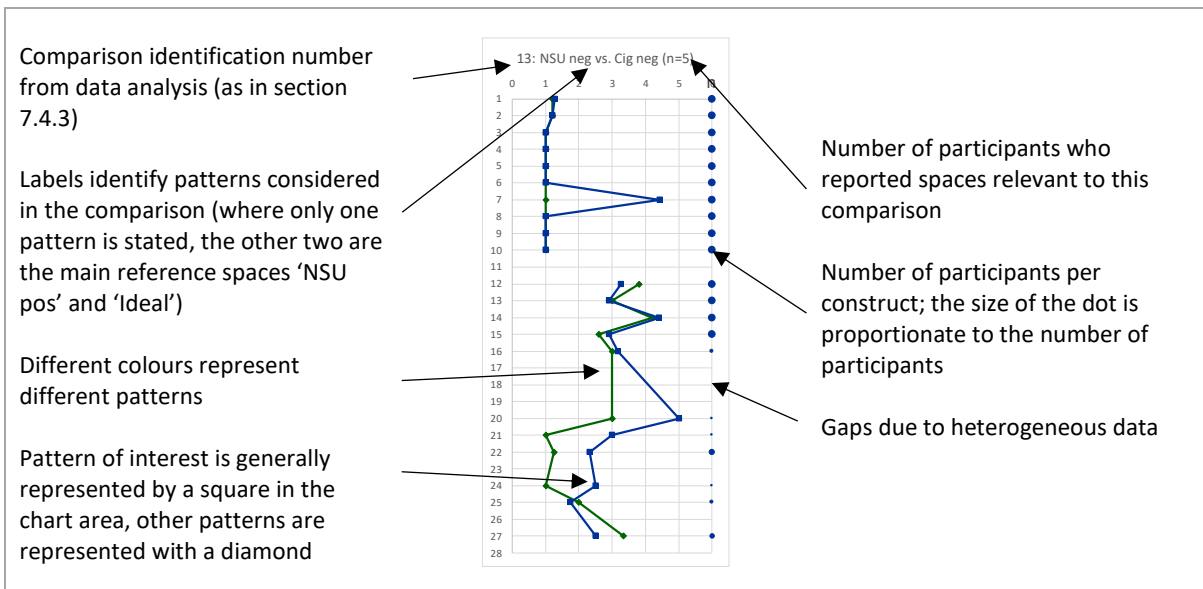 Comparison identification number
from data analysis (as in section
7.4.3)
Labels identify patterns considered
in the comparison (where only one
pattern is stated, the other two are
the main reference spaces ‘NSU
pos’ and ‘Ideal’)
Different colours represent
different patterns
Pattern of interest is generally
represented by a square in the
chart area, other patterns are
represented with a diamond
13: NSU neg vs. Cig neg (n=5)
0 1 2 3 4 5 n
1
2
3
4
5
6
7
8
9
10
11
12
13
14
15
16
17
18
19
20
21
22
23
24
25
26
27
28
Number of participants who
reported spaces relevant to this
comparison
Number of participants per
construct; the size of the dot is
proportionate to the number of
participants
Gaps due to heterogeneous data